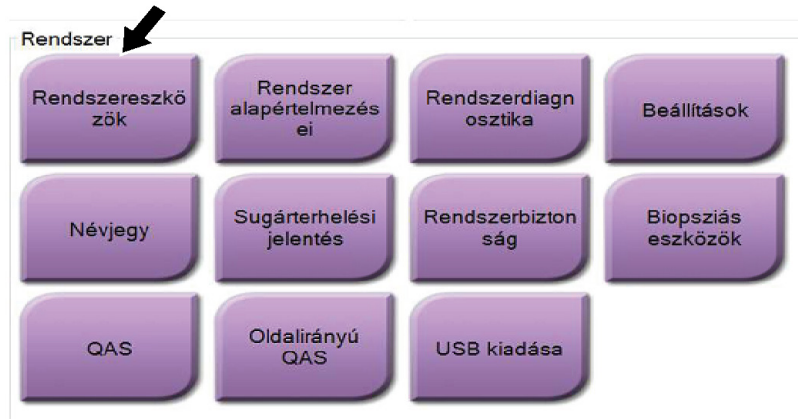 Rendszer
Rendszereszkö
zök
Rendszer
alapértelmezés
ei
Rendszerdiagn
osztika
Beállítások
Névjegy
Sugárterhelési
jelentés
Rendszerbizton
ság
Biopsziás
eszközök
QAS
Oldalirányú
QAS
USB kiadása